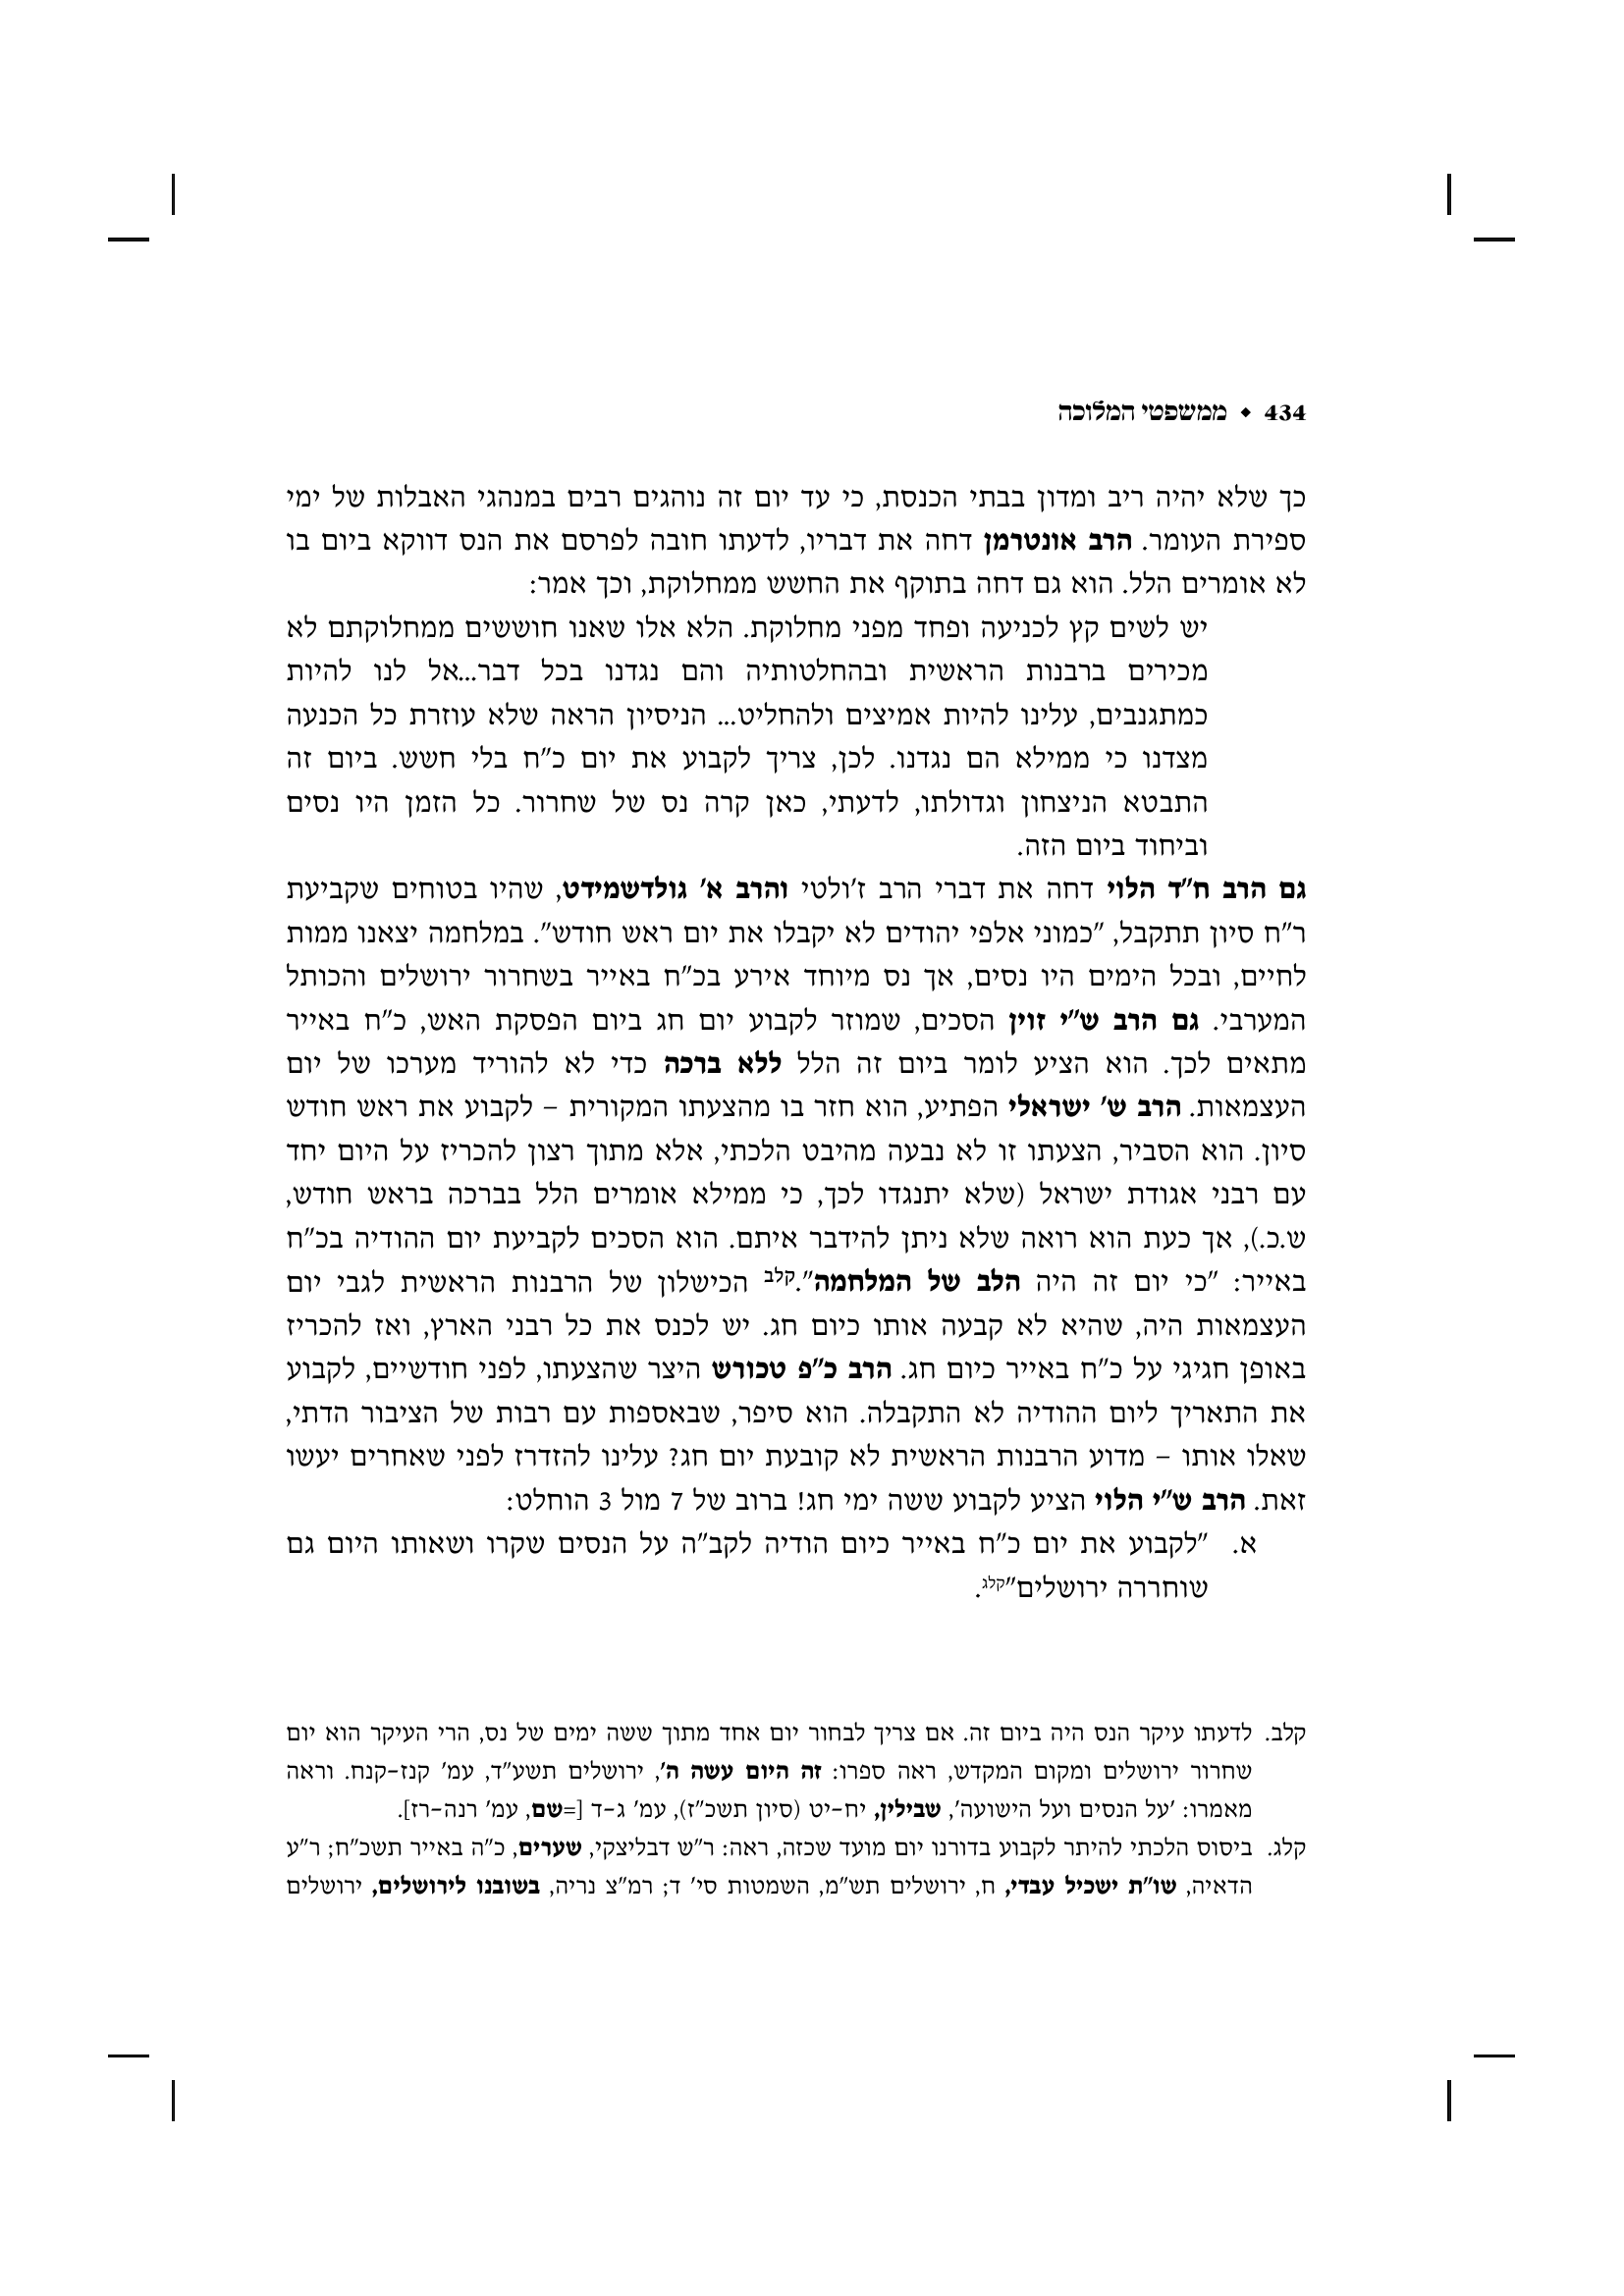 434 ◆ ממשפטי המלוכה
כך שלא יהיה ריב ומדון בבתי הכנסת, כי עד יום זה נוהגים רבים במנהגי האבלות של ימי
ספירת העומר. הרב אונטרמן דחה את דבריו, לדעתו חובה לפרסם את הנס דווקא ביום בו
לא אומרים הלל. הוא גם דחה בתוקף את החשש ממחלוקת, וכך אמר:
יש לשים קץ לכניעה ופחד מפני מחלוקת. הלא אלו שאנו חוששים ממחלוקתם לא
מכירים ברבנות הראשית ובהחלטותיה והם נגדנו בכל דבר...אל לנו להיות
כמתגנבים, עלינו להיות אמיצים ולהחליט... הניסיון הראה שלא עוזרת כל הכנעה
מצדנו כי ממילא הם נגדנו. לכן, צריך לקבוע את יום כ"ח בלי חשש. ביום זה
התבטא הניצחון וגדולתו, לדעתי, כאן קרה נס של שחרור. כל הזמן היו נסים
וביחוד ביום הזה.
גם הרב ח"ד הלוי דחה את דברי הרב ז'ולטי והרב א' גולדשמידט, שהיו בטוחים שקביעת
ר"ח סיון תתקבל, "כמוני אלפי יהודים לא יקבלו את יום ראש חודש". במלחמה יצאנו ממות
לחיים, ובכל הימים היו נסים, אך נס מיוחד אירע בכ"ח באייר בשחרור ירושלים והכותל
המערבי. גם הרב ש"י זוין הסכים, שמוזר לקבוע יום חג ביום הפסקת האש, כ"ח באייר
מתאים לכך. הוא הציע לומר ביום זה הלל ללא ברכה כדי לא להוריד מערכו של יום
העצמאות. הרב ש' ישראלי הפתיע, הוא חזר בו מהצעתו המקורית – לקבוע את ראש חודש
סיון. הוא הסביר, הצעתו זו לא נבעה מהיבט הלכתי, אלא מתוך רצון להכריז על היום יחד
עם רבני אגודת ישראל (שלא יתנגדו לכך, כי ממילא אומרים הלל בברכה בראש חודש,
ש.כ.), אך כעת הוא רואה שלא ניתן להידבר איתם. הוא הסכים לקביעת יום ההודיה בכ"ח
באייר: "כי יום זה היה הלב של המלחמה".קלב הכישלון של הרבנות הראשית לגבי יום
העצמאות היה, שהיא לא קבעה אותו כיום חג. יש לכנס את כל רבני הארץ, ואז להכריז
באופן חגיגי על כ"ח באייר כיום חג. הרב כ"פ טכורש היצר שהצעתו, לפני חודשיים, לקבוע
את התאריך ליום ההודיה לא התקבלה. הוא סיפר, שבאספות עם רבות של הציבור הדתי,
שאלו אותו – מדוע הרבנות הראשית לא קובעת יום חג? עלינו להזדרז לפני שאחרים יעשו
זאת. הרב ש"י הלוי הציע לקבוע ששה ימי חג! ברוב של 7 מול 3 הוחלט:
א. "לקבוע את יום כ"ח באייר כיום הודיה לקב"ה על הנסים שקרו ושאותו היום גם
שוחררה ירושלים"קלג.
קלב. לדעתו עיקר הנס היה ביום זה. אם צריך לבחור יום אחד מתוך ששה ימים של נס, הרי העיקר הוא יום
שחרור ירושלים ומקום המקדש, ראה ספרו: זה היום עשה ה', ירושלים תשע"ד, עמ' קנז-קנח. וראה
מאמרו: 'על הנסים ועל הישועה', שבילין, יח-יט (סיון תשכ"ז), עמ' ג-ד [=שם, עמ' רנה-רז].
קלג. ביסוס הלכתי להיתר לקבוע בדורנו יום מועד שכזה, ראה: ר"ש דבליצקי, שערים, כ"ה באייר תשכ"ח; ר"ע
הדאיה, שו"ת ישכיל עבדי, ח, ירושלים תש"מ, השמטות סי' ד; רמ"צ נריה, בשובנו לירושלים, ירושלים